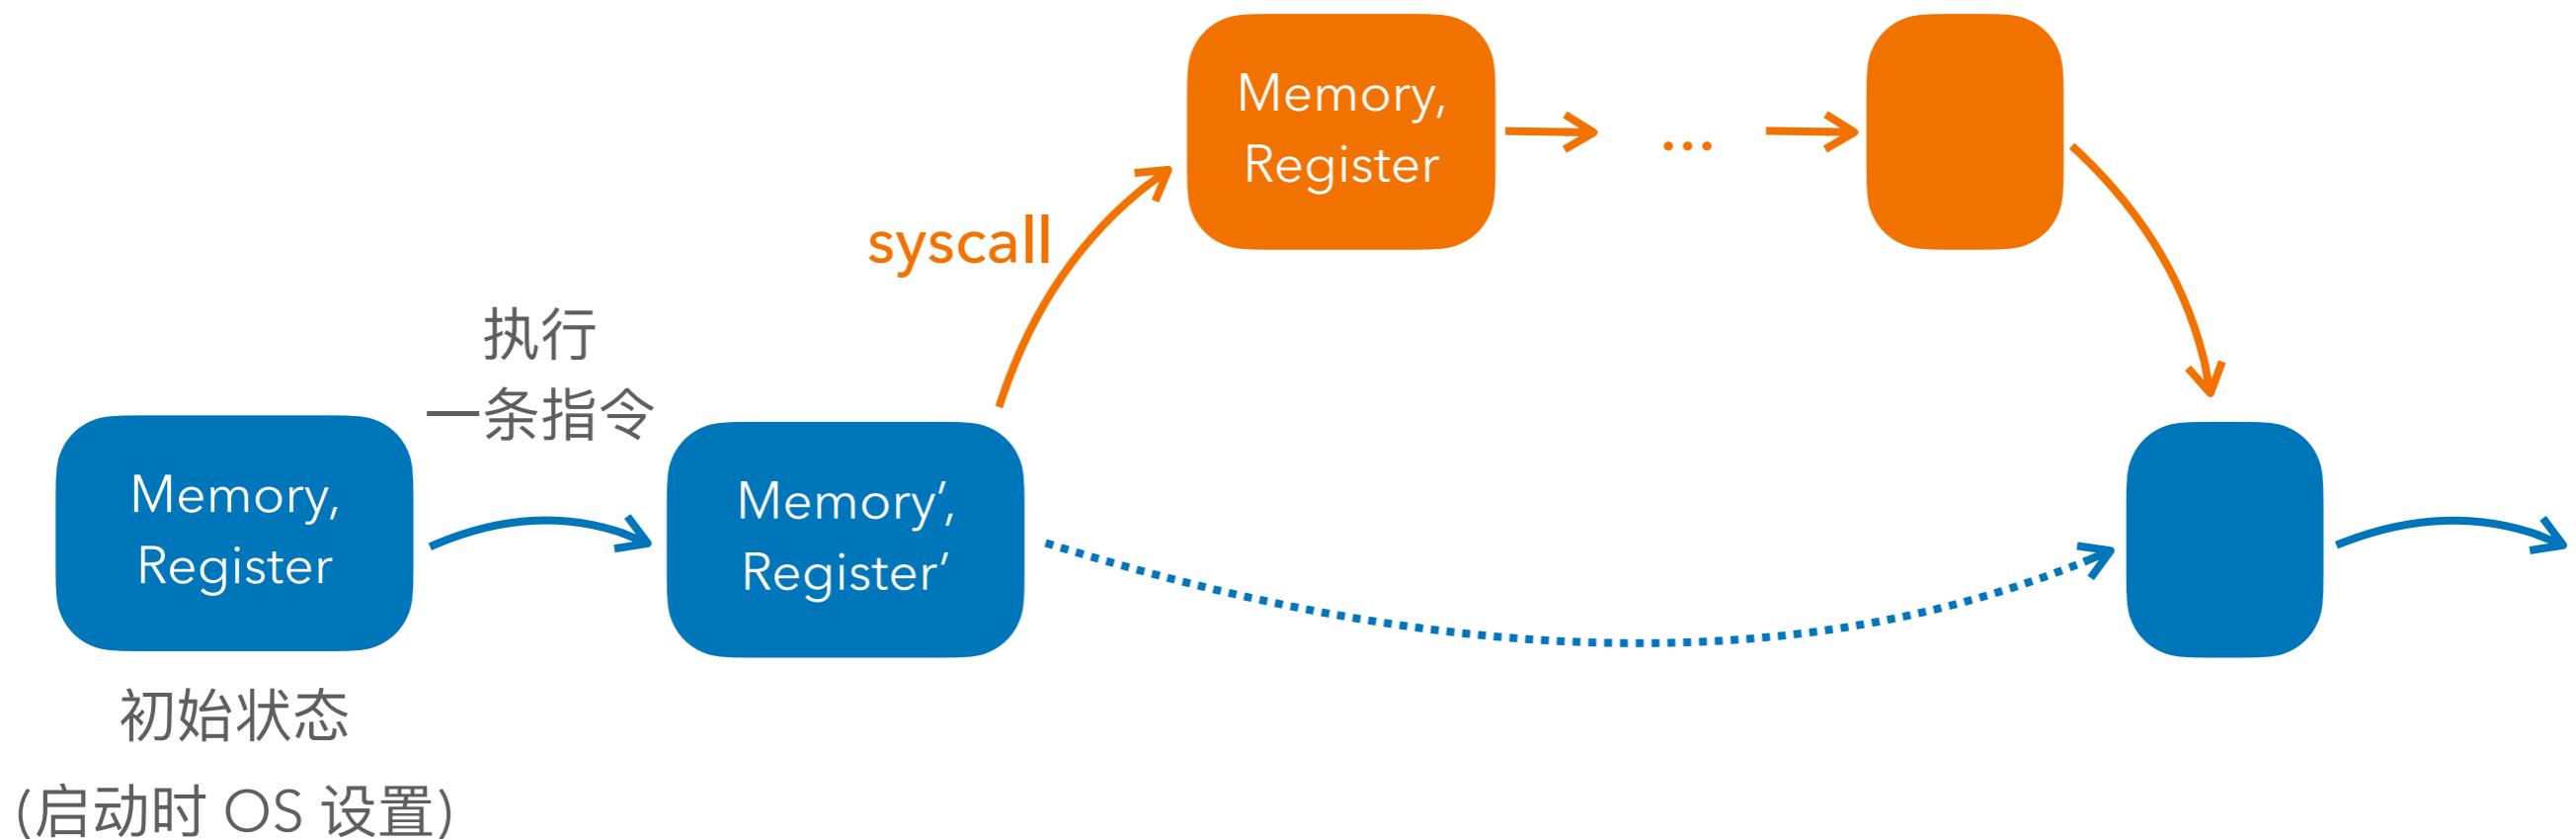 Memory,
Register
...
syscall
执行
一条指令
Memory,
Register
Memory’,
Register’
初始状态
(启动时 OS 设置)